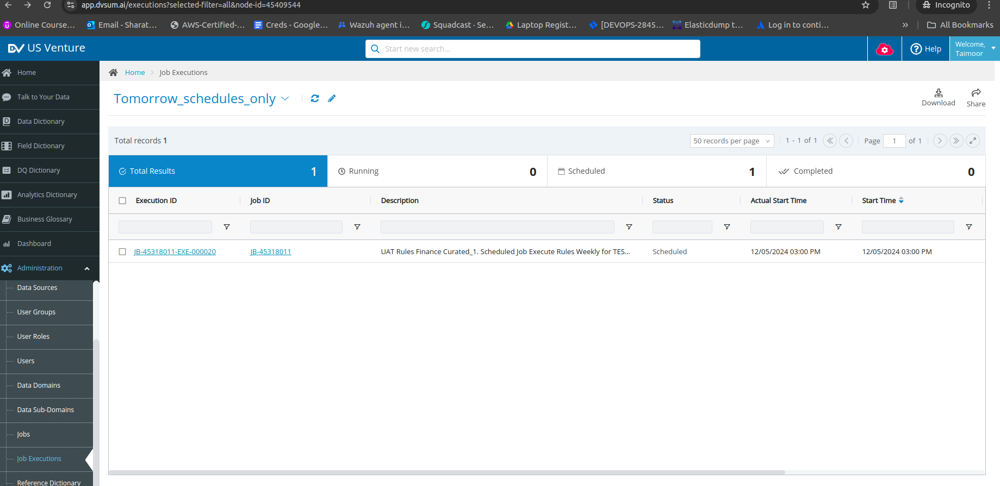 app.dvsum.ai/executions?selected-filter=all&node-id=45409544
Incognito
Online Course…
Email - Sharat…
AWS-Certified-…
Creds - Google…
Wazuh agent i…
Squadcast · Se…
Laptop Regist…
[DEVOPS-2845…
Elasticdump t…
Log in to conti…
»
All Bookmarks
DV US Venture
Start new search...
Help
Welcome,
Taimoor
Home
Talk to Your Data
Data Dictionary
Field Dictionary
DQ Dictionary
Analytics Dictionary
Business Glossary
Dashboard
Administration
Data Sources
User Groups
User Roles
Users
Data Domains
Data Sub-Domains
Jobs
Job Executions
Reference Dictionary
Home > Job Executions
Tomorrow_schedules_only
Download
Share
Total records 1
50 records per page
1 - 1 of 1
Page 1 of 1
Total Results 1
Running 0
Scheduled 1
Completed 0
Execution ID Job ID Description Status Actual Start Time Start Time
JB-45318011-EXE-000020 JB-45318011 UAT Rules Finance Curated_1. Scheduled Job Execute Rules Weekly for TES... Scheduled 12/05/2024 03:00 PM 12/05/2024 03:00 PM